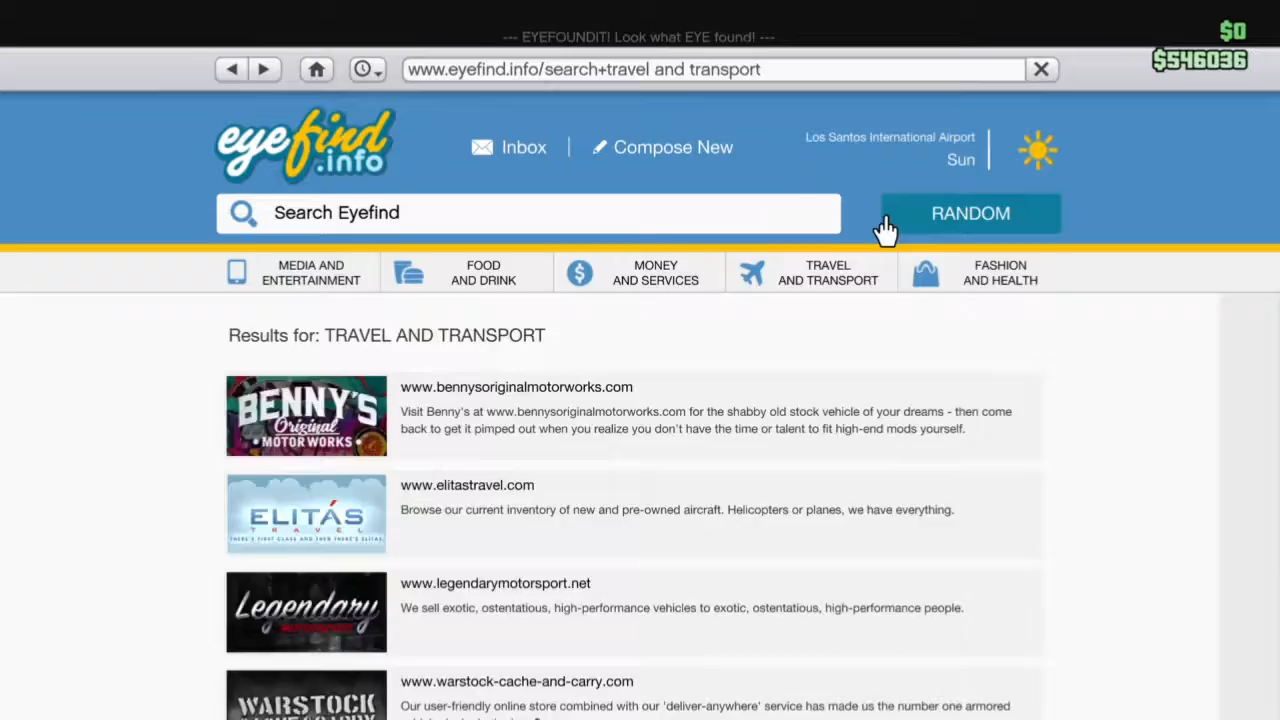 --- EYEFOUNDIT! Look what EYE found! ---
$0
$546036
www.eyefind.info/search+travel and transport
eyefind
.info
Inbox
Compose New
Los Santos International Airport
Sun
Search Eyefind
RANDOM
MEDIA AND
ENTERTAINMENT
FOOD
AND DRINK
MONEY
AND SERVICES
TRAVEL
AND TRANSPORT
FASHION
AND HEALTH
Results for: TRAVEL AND TRANSPORT
BENNY'S
Original
MOTOR WORKS
www.bennysoriginalmotorworks.com
Visit Benny's at www.bennysoriginalmotorworks.com for the shabby old stock vehicle of your dreams - then come
back to get it pimped out when you realize you don't have the time or talent to fit high-end mods yourself.
ELITÁS
TRAVEL
THERE'S FIRST CLASS AND THEN THERE'S ELITAS.
www.elitastravel.com
Browse our current inventory of new and pre-owned aircraft. Helicopters or planes, we have everything.
Legendary
MOTORSPORT
www.legendarymotorsport.net
We sell exotic, ostentatious, high-performance vehicles to exotic, ostentatious, high-performance people.
WARSTOCK
www.warstock-cache-and-carry.com
Our user-friendly online store combined with our 'deliver-anywhere' service has made us the number one armored